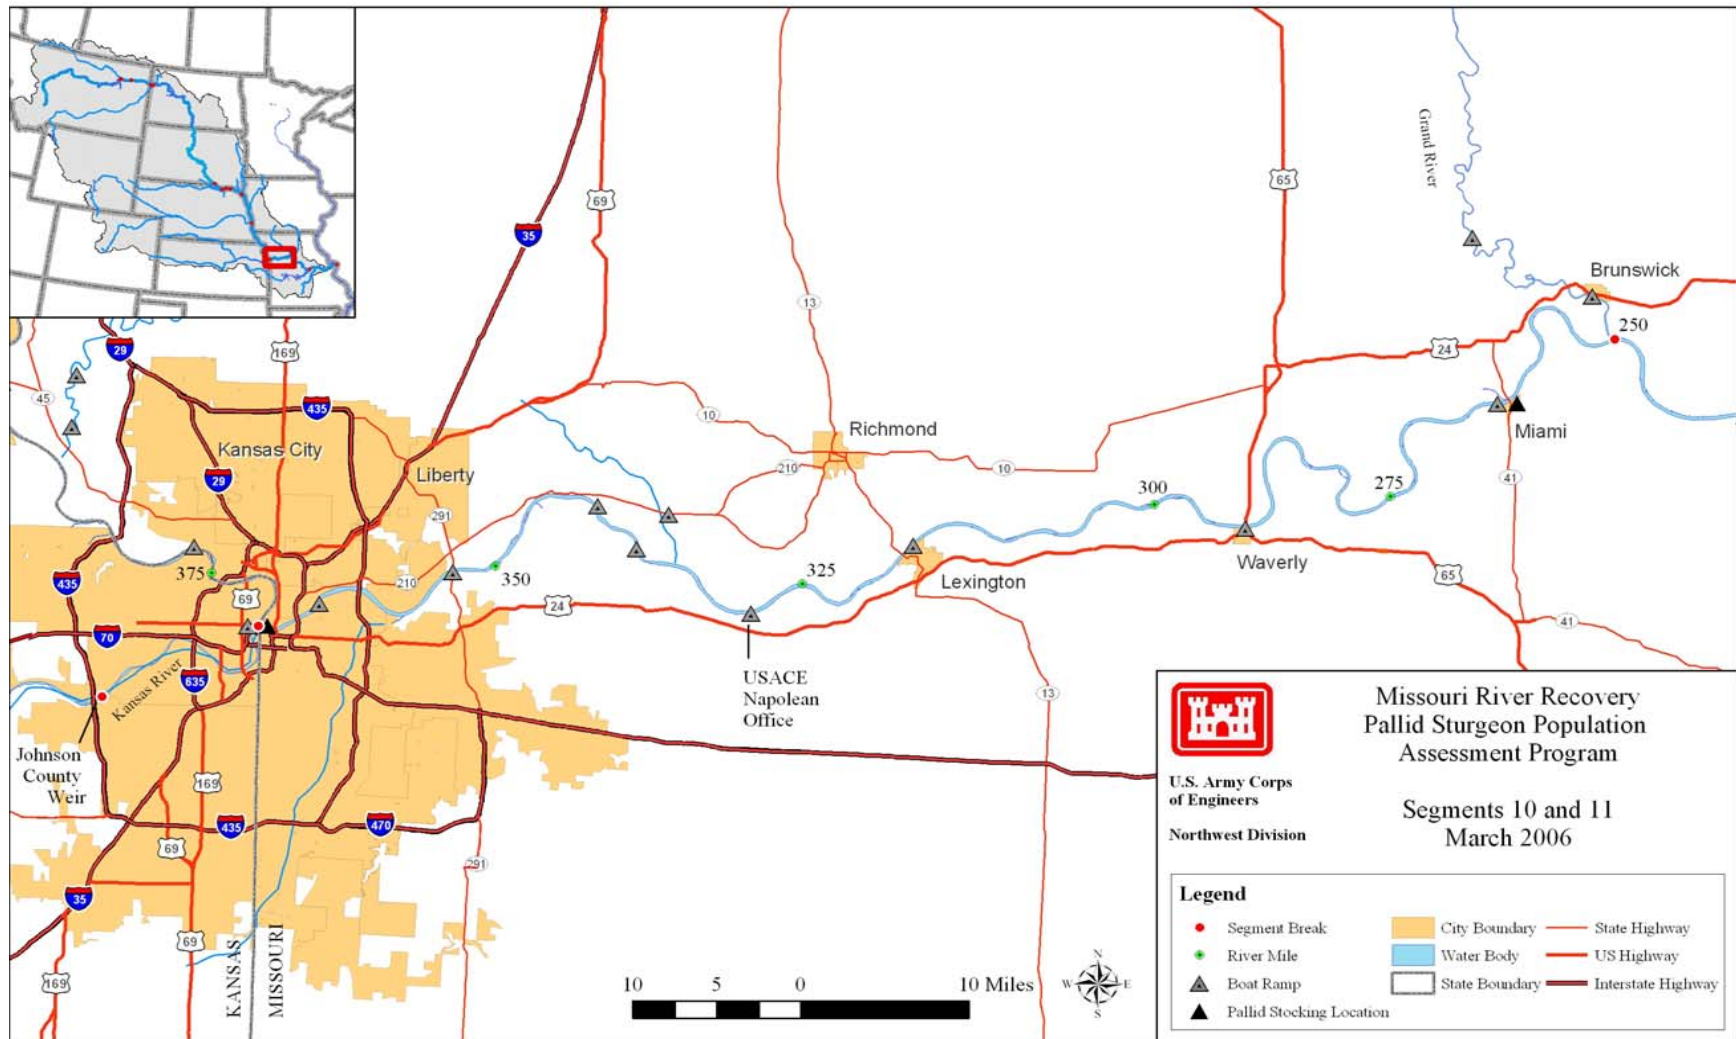 69
35
65
13
Grand River
Brunswick
250
24
29
169
45
435
Kansas City
29
Liberty
10
Richmond
210
10
Miami
41
275
300
291
375
350
325
Lexington
Waverly
65
210
435
69
24
41
70
Kansas River
635
USACE
Napolean
Office
13
Johnson
County
Weir
169
435
470
69
291
35
69
169
KANSAS
MISSOURI
10
5
0
10 Miles
N
W
E
S
Missouri River Recovery
Pallid Sturgeon Population
Assessment Program
U.S. Army Corps
of Engineers
Northwest Division
Segments 10 and 11
March 2006
Legend
Segment Break
River Mile
Boat Ramp
Pallid Stocking Location
City Boundary
Water Body
State Boundary
State Highway
US Highway
Interstate Highway